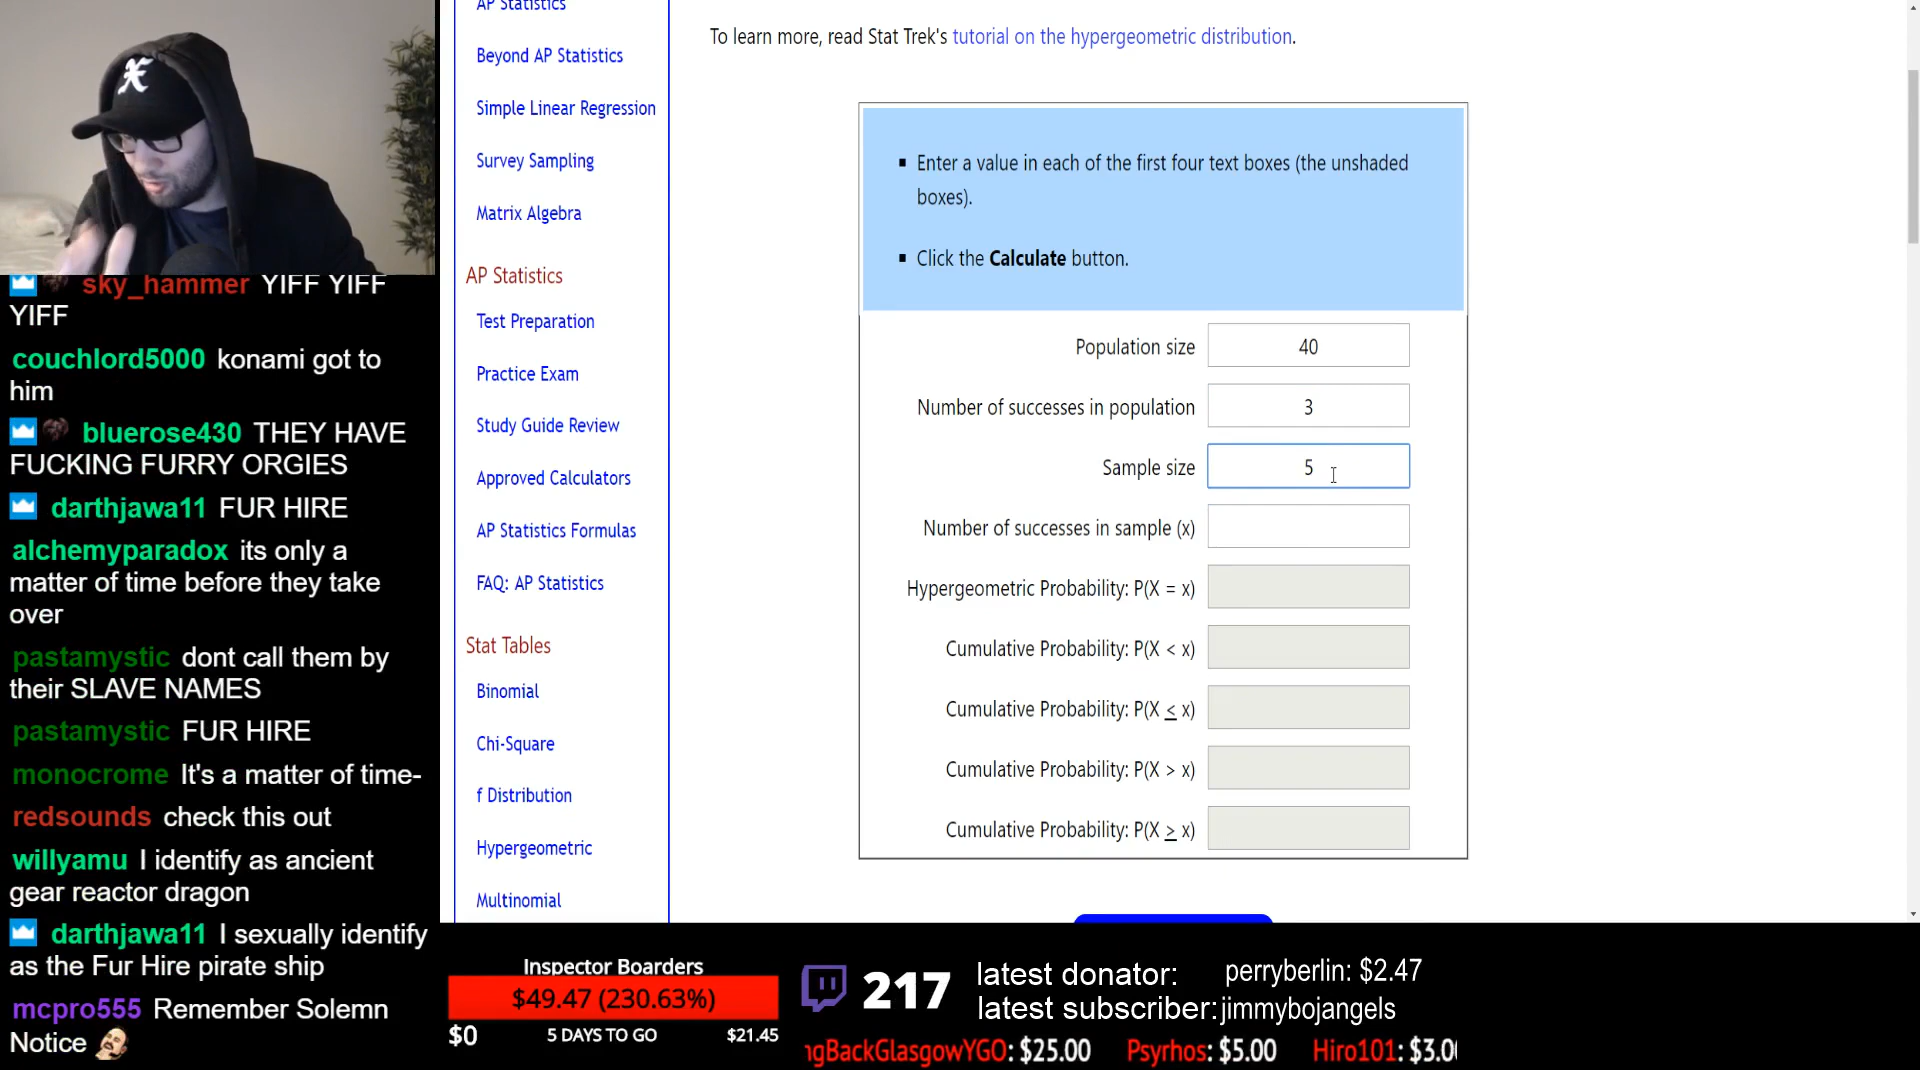 sky_hammer YIFF YIFF
YIFF
couchlord5000 konami got to
him
bluerose430 THEY HAVE
FUCKING FURRY ORGIES
darthjawa11 FUR HIRE
alchemyparadox its only a
matter of time before they take
over
pastamystic dont call them by
their SLAVE NAMES
pastamystic FUR HIRE
monocrome It's a matter of time-
redsounds check this out
willyamu I identify as ancient
gear reactor dragon
darthjawa11 I sexually identify
as the Fur Hire pirate ship
mcpro555 Remember Solemn
Notice
AP Statistics
Beyond AP Statistics
Simple Linear Regression
Survey Sampling
Matrix Algebra
AP Statistics
Test Preparation
Practice Exam
Study Guide Review
Approved Calculators
AP Statistics Formulas
FAQ: AP Statistics
Stat Tables
Binomial
Chi-Square
f Distribution
Hypergeometric
Multinomial
To learn more, read Stat Trek's tutorial on the hypergeometric distribution.
Enter a value in each of the first four text boxes (the unshaded
boxes).
Click the Calculate button.
Population size 40
Number of successes in population 3
Sample size 5
Number of successes in sample (x)
Hypergeometric Probability: P(X = x)
Cumulative Probability: P(X < x)
Cumulative Probability: P(X ≤ x)
Cumulative Probability: P(X > x)
Cumulative Probability: P(X ≥ x)
Inspector Boarders
$49.47 (230.63%)
$0 5 DAYS TO GO $21.45
217
latest donator: perryberlin: $2.47
latest subscriber: jimmybojangels
ngBackGlasgowYGO: $25.00 Psyrhos: $5.00 Hiro101: $3.0